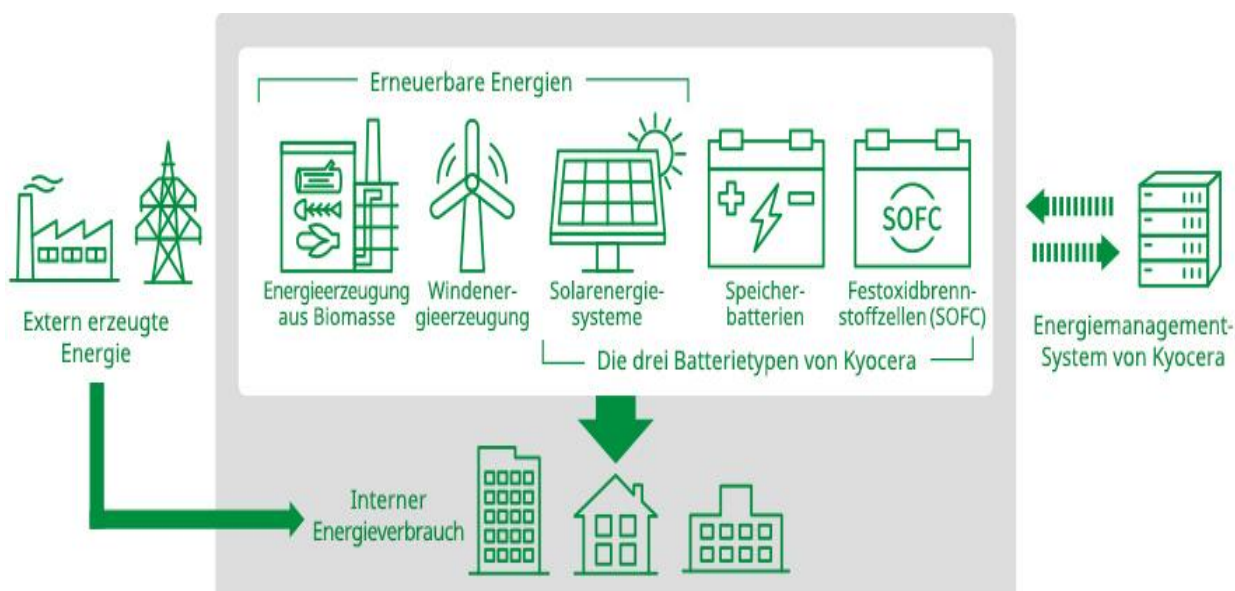 Erneuerbare Energien
SOFC
Energieerzeugung
aus Biomasse
Windener-
gieerzeugung
Solarenergie-
systeme
Speicher-
batterien
Festoxidbrenn-
stoffzellen (SOFC)
Die drei Batterietypen von Kyocera
Extern erzeugte
Energie
Energiemanagement-
System von Kyocera
Interner
Energieverbrauch